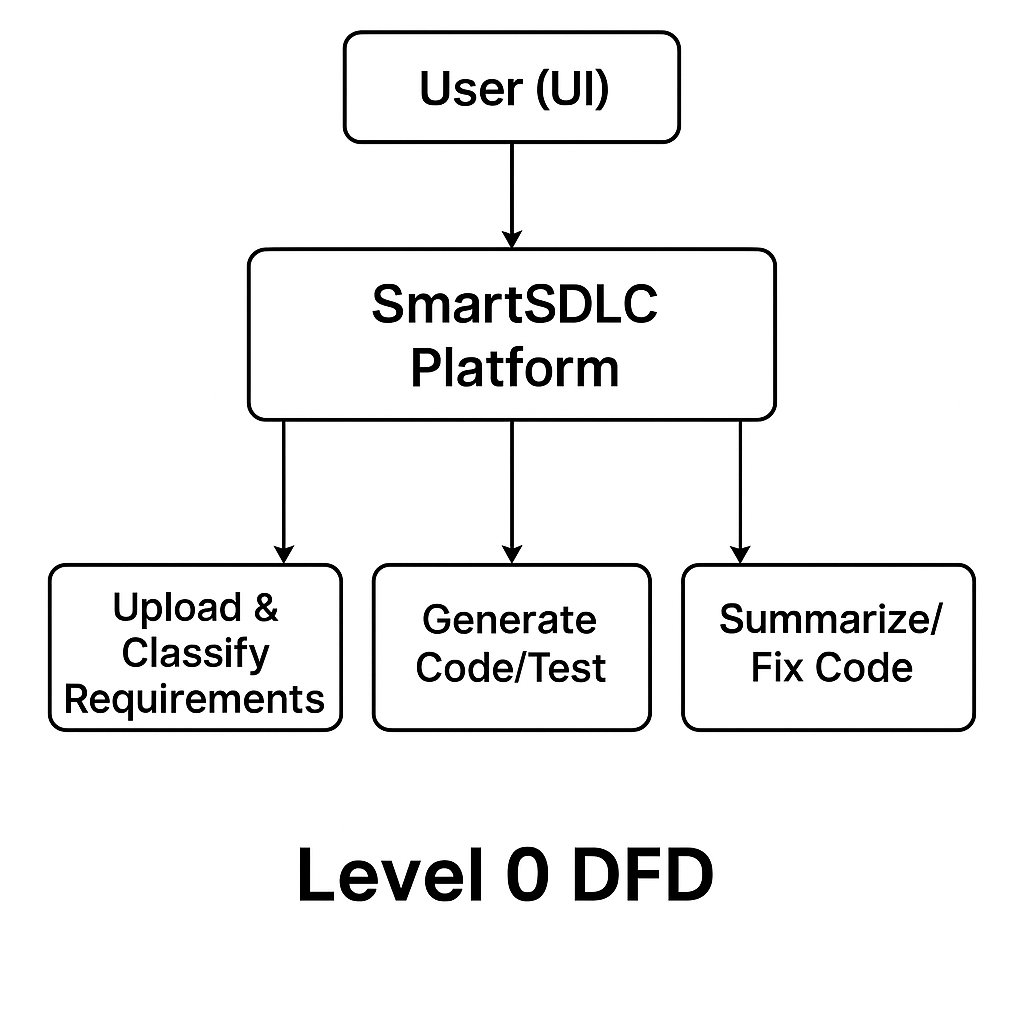 User (UI)
SmartSDLC
Platform
Upload &
Classify
Requirements
Generate
Code/Test
Summarize/
Fix Code
Level 0 DFD